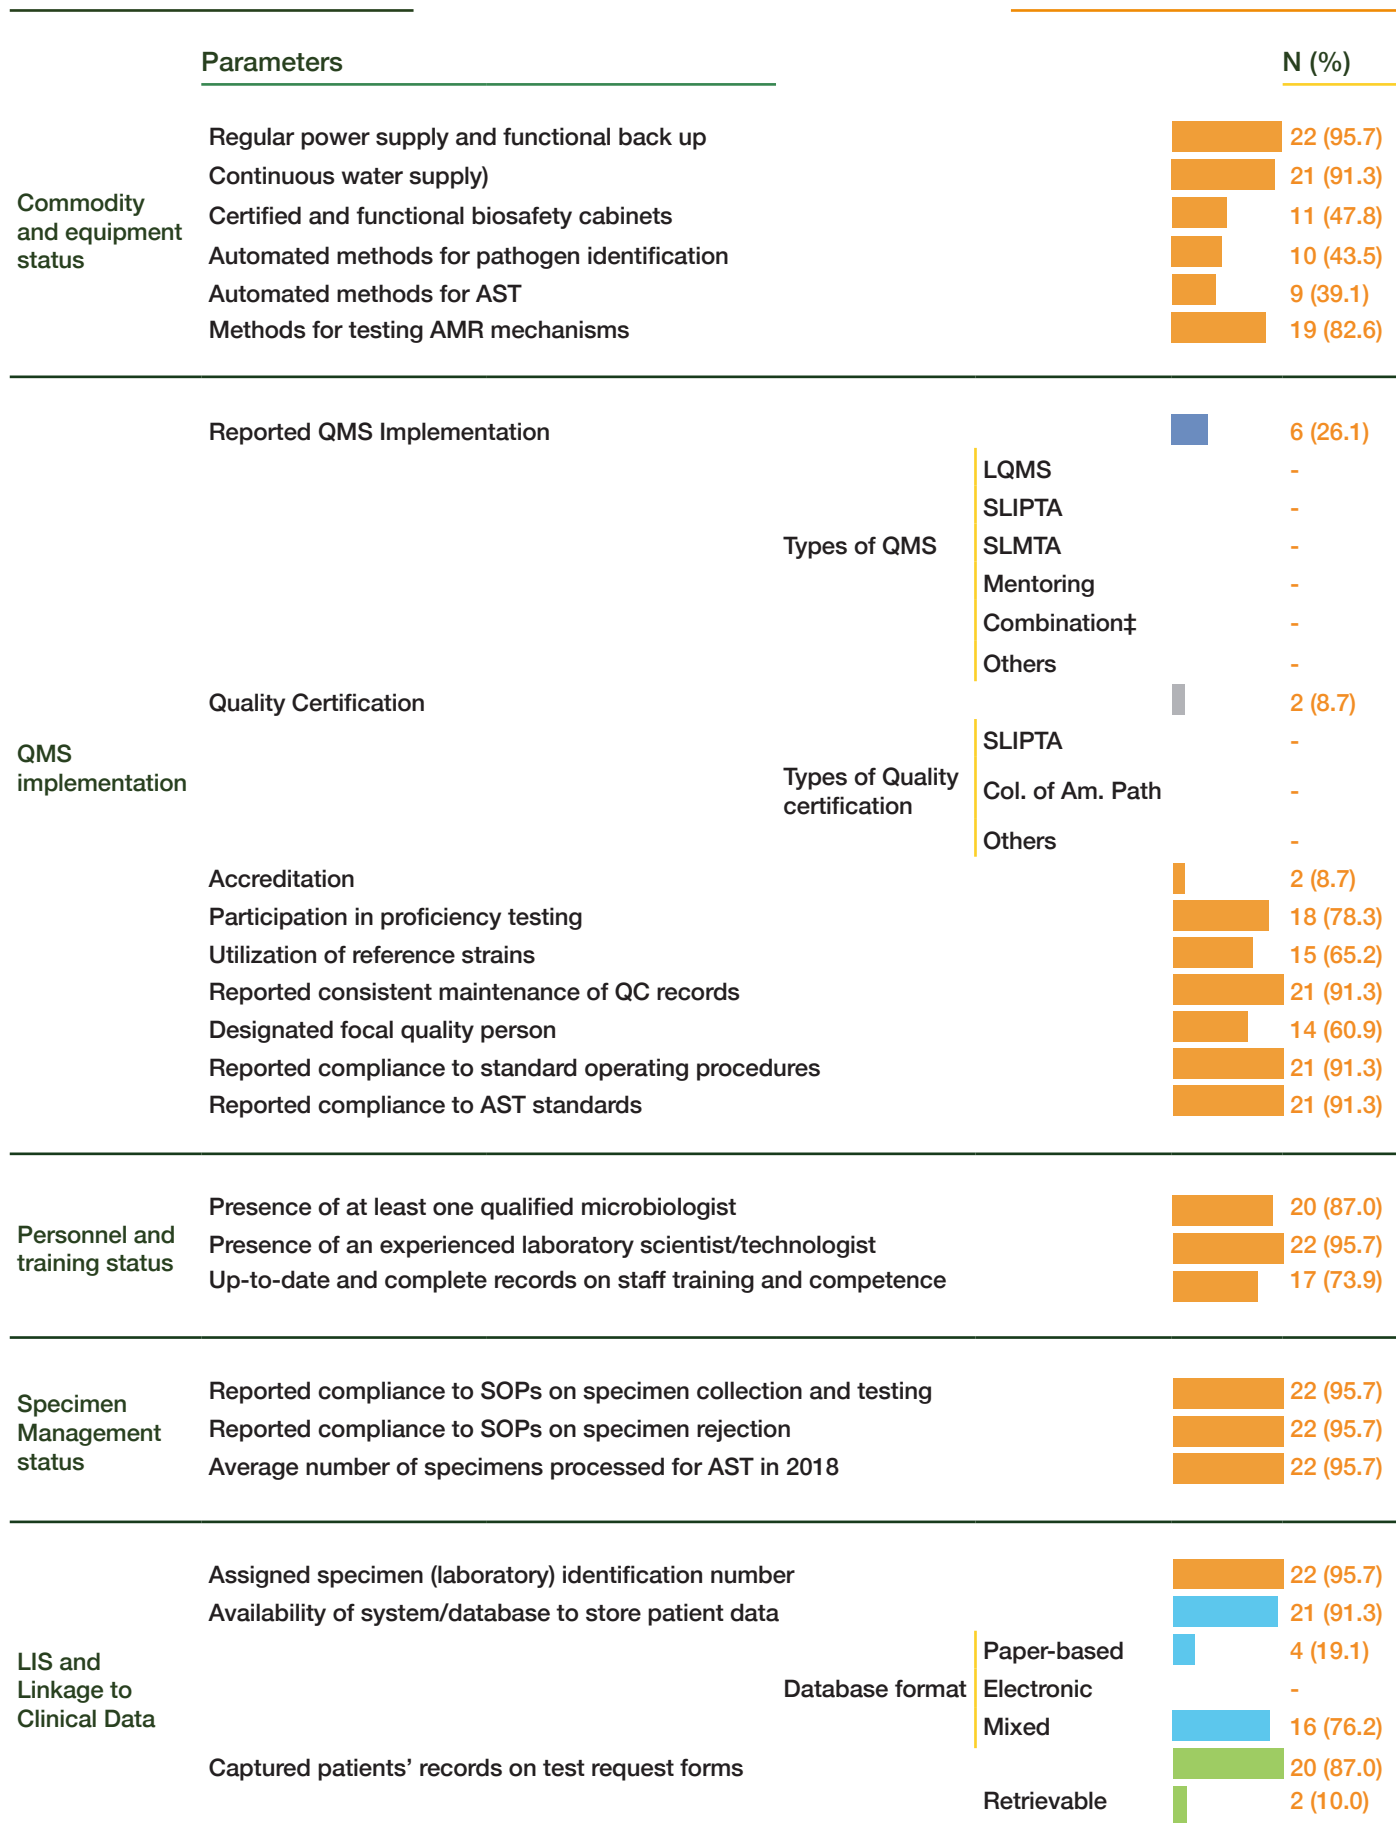 Parameters N (%)
Commodity
and equipment
status
Regular power supply and functional back up 22 (95.7)
Continuous water supply) 21 (91.3)
Certified and functional biosafety cabinets 11 (47.8)
Automated methods for pathogen identification 10 (43.5)
Automated methods for AST 9 (39.1)
Methods for testing AMR mechanisms 19 (82.6)
QMS
implementation
Reported QMS Implementation 6 (26.1)
Types of QMS
LQMS -
SLIPTA -
SLMTA -
Mentoring -
Combination‡ -
Others -
Quality Certification 2 (8.7)
Types of Quality
certification
SLIPTA -
Col. of Am. Path -
Others -
Accreditation 2 (8.7)
Participation in proficiency testing 18 (78.3)
Utilization of reference strains 15 (65.2)
Reported consistent maintenance of QC records 21 (91.3)
Designated focal quality person 14 (60.9)
Reported compliance to standard operating procedures 21 (91.3)
Reported compliance to AST standards 21 (91.3)
Personnel and
training status
Presence of at least one qualified microbiologist 20 (87.0)
Presence of an experienced laboratory scientist/technologist 22 (95.7)
Up-to-date and complete records on staff training and competence 17 (73.9)
Specimen
Management
status
Reported compliance to SOPs on specimen collection and testing 22 (95.7)
Reported compliance to SOPs on specimen rejection 22 (95.7)
Average number of specimens processed for AST in 2018 22 (95.7)
LIS and
Linkage to
Clinical Data
Assigned specimen (laboratory) identification number 22 (95.7)
Availability of system/database to store patient data 21 (91.3)
Database format
Paper-based 4 (19.1)
Electronic -
Mixed 16 (76.2)
Captured patients’ records on test request forms 20 (87.0)
Retrievable 2 (10.0)